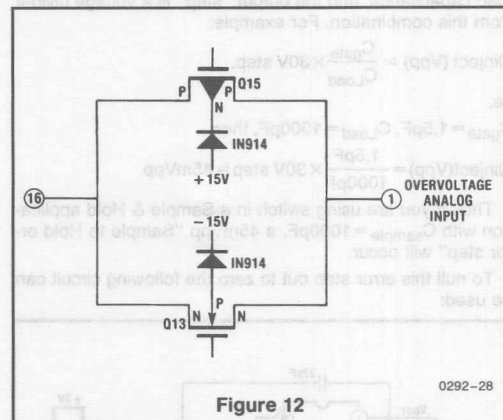 Q15
P P
N
IN914
+15V
16
1
OVERVOLTAGE
ANALOG
INPUT
−15V
IN914
P
Q13
N N
0292-28
Figure 12